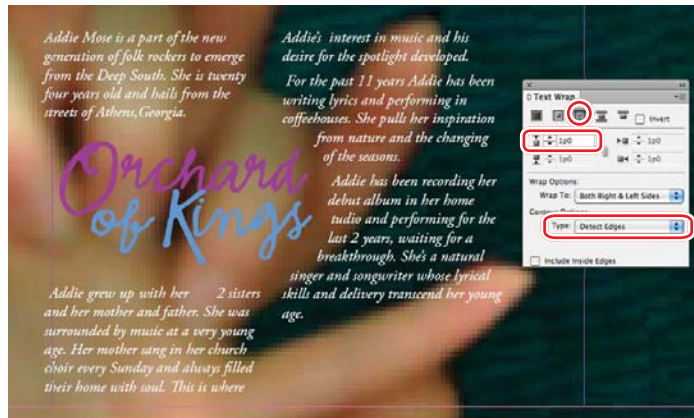 Addie Mose is a part of the new
generation of folk rockers to emerge
from the Deep South. She is twenty
four years old and hails from the
streets of Athens,Georgia.
Orchard
of Kings
Addie grew up with her 2 sisters
and her mother and father. She was
surrounded by music at a very young
age. Her mother sang in her church
choir every Sunday and always filled
their home with soul. This is where
Addie's interest in music and his
desire for the spotlight developed.
For the past 11 years Addie has been
writing lyrics and performing in
coffeehouses. She pulls her inspiration
from nature and the changing
of the seasons.
Addie has been recording her
debut album in her home
tudio and performing for the
last 2 years, waiting for a
breakthrough. She's a natural
singer and songwriter whose lyrical
skills and delivery transcend her young
age.
Text Wrap
Invert
1p0 1p0
1p0 1p0
Wrap Options:
Wrap To: Both Right & Left Sides
Type: Detect Edges
Include Inside Edges